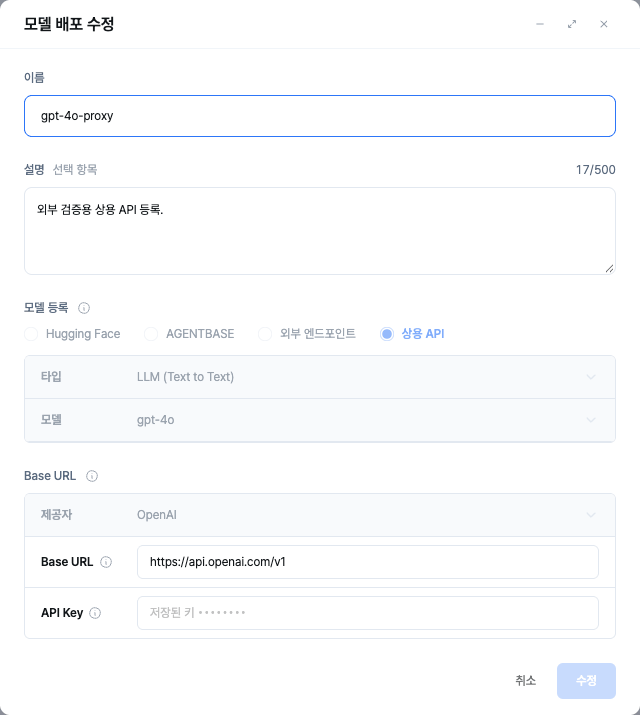 모델 배포 수정
이름
gpt-4o-proxy
설명 선택 항목 17/500
외부 검증용 상용 API 등록.
모델 등록
Hugging Face AGENTBASE 외부 엔드포인트 상용 API
타입 LLM (Text to Text)
모델 gpt-4o
Base URL
제공자 OpenAI
Base URL https://api.openai.com/v1
API Key 저장된 키 ••••••••
취소 수정